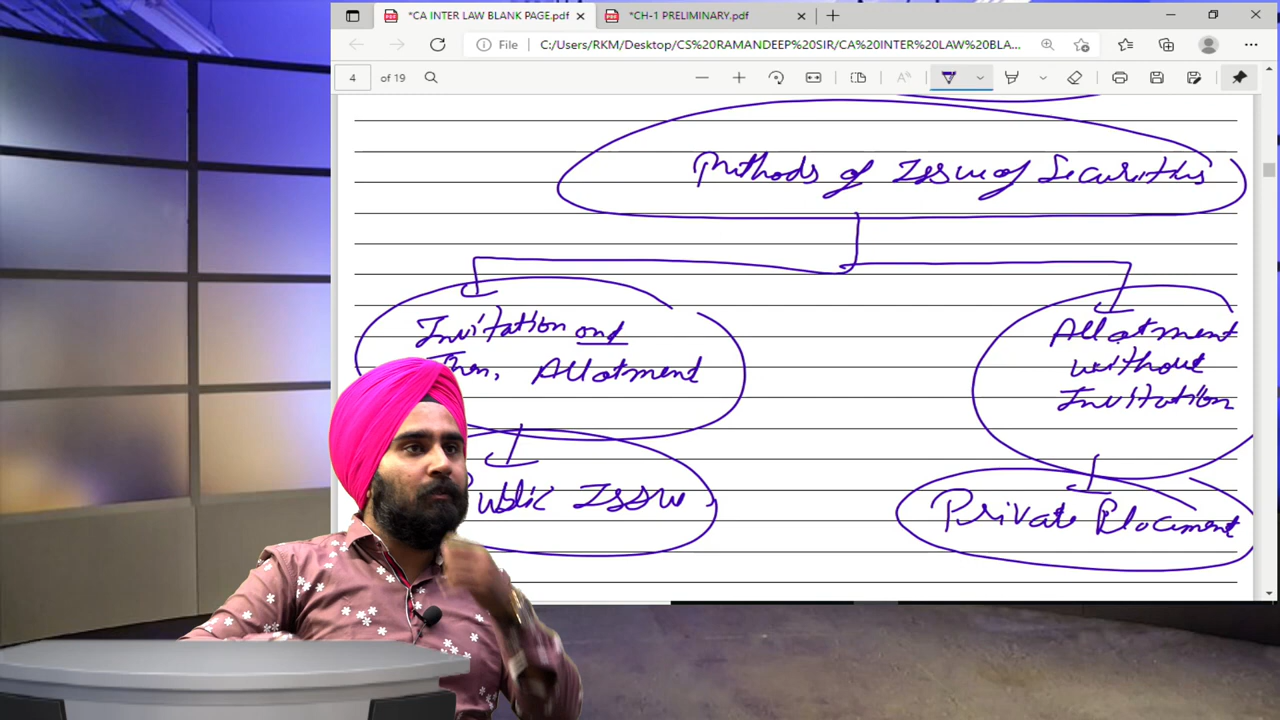 *CA INTER LAW BLANK PAGE.pdf
*CH-1 PRELIMINARY.pdf
File
C:/Users/RKM/Desktop/CS%20RAMANDEEP%20SIR/CA%20INTER%20LAW%20BLA...
4 of 19
Methods of Issue of Securities
Invitation and
Then, Allotment
Allotment
without
Invitation
Public Issue
Private Placement